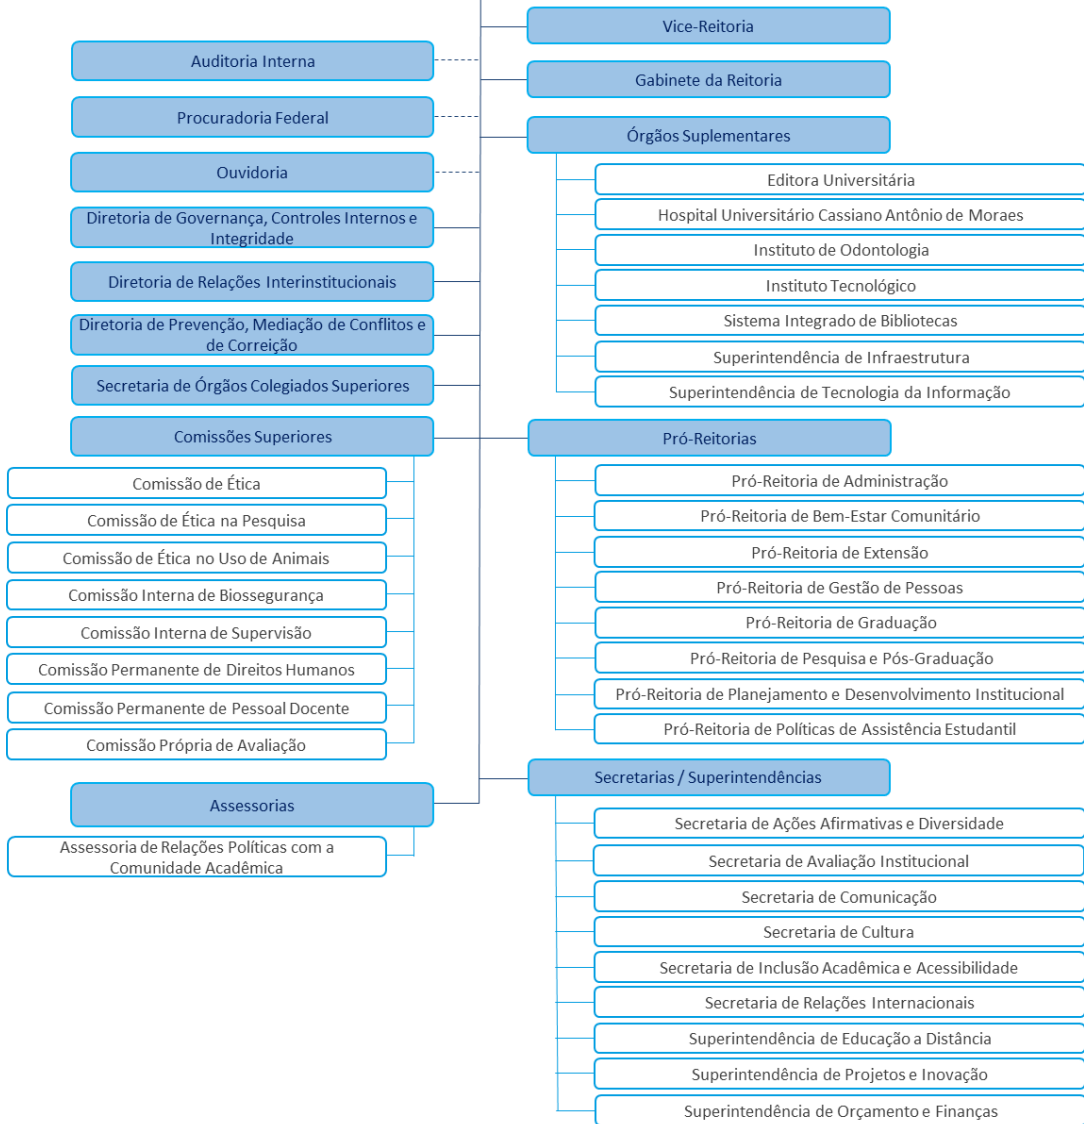 Auditoria Interna
Procuradoria Federal
Ouvidoria
Diretoria de Governança, Controles Internos e
Integridade
Diretoria de Relações Interinstitucionais
Diretoria de Prevenção, Mediação de Conflitos e
de Correição
Secretaria de Órgãos Colegiados Superiores
Comissões Superiores
Comissão de Ética
Comissão de Ética na Pesquisa
Comissão de Ética no Uso de Animais
Comissão Interna de Biossegurança
Comissão Interna de Supervisão
Comissão Permanente de Direitos Humanos
Comissão Permanente de Pessoal Docente
Comissão Própria de Avaliação
Assessorias
Assessoria de Relações Políticas com a
Comunidade Acadêmica
Vice-Reitoria
Gabinete da Reitoria
Órgãos Suplementares
Editora Universitária
Hospital Universitário Cassiano Antônio de Moraes
Instituto de Odontologia
Instituto Tecnológico
Sistema Integrado de Bibliotecas
Superintendência de Infraestrutura
Superintendência de Tecnologia da Informação
Pró-Reitorias
Pró-Reitoria de Administração
Pró-Reitoria de Bem-Estar Comunitário
Pró-Reitoria de Extensão
Pró-Reitoria de Gestão de Pessoas
Pró-Reitoria de Graduação
Pró-Reitoria de Pesquisa e Pós-Graduação
Pró-Reitoria de Planejamento e Desenvolvimento Institucional
Pró-Reitoria de Políticas de Assistência Estudantil
Secretarias / Superintendências
Secretaria de Ações Afirmativas e Diversidade
Secretaria de Avaliação Institucional
Secretaria de Comunicação
Secretaria de Cultura
Secretaria de Inclusão Acadêmica e Acessibilidade
Secretaria de Relações Internacionais
Superintendência de Educação a Distância
Superintendência de Projetos e Inovação
Superintendência de Orçamento e Finanças